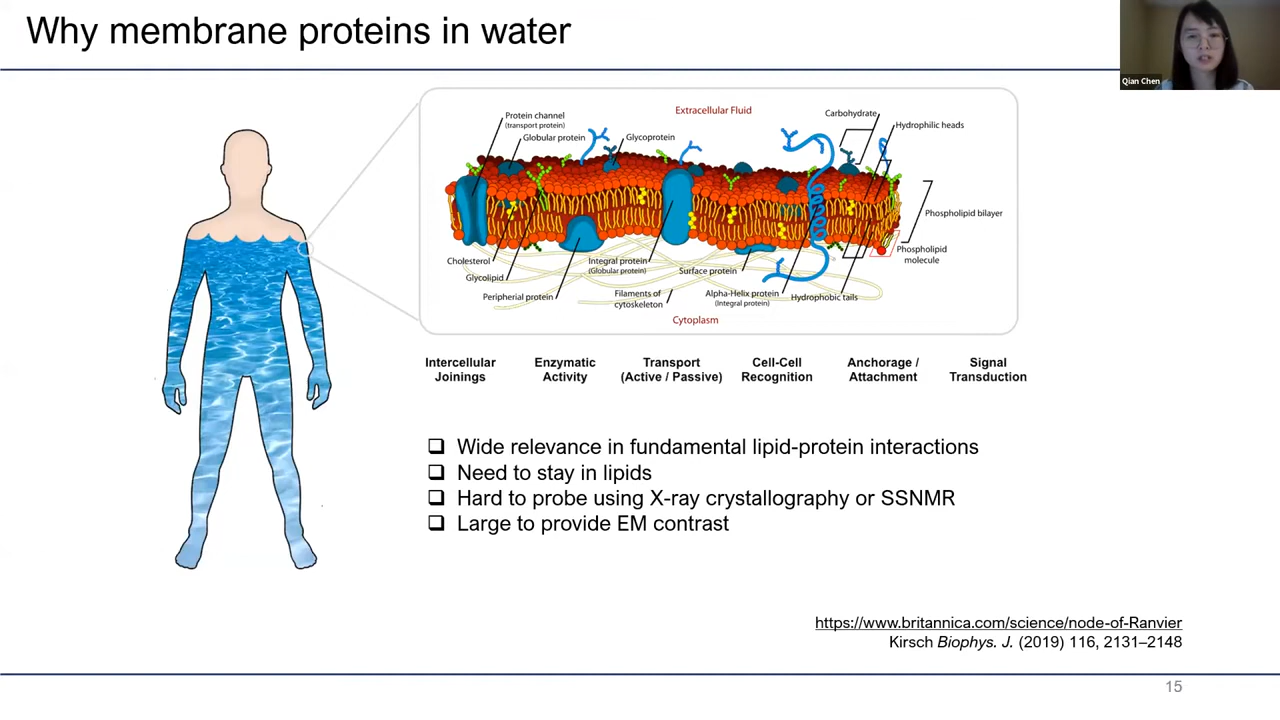 Why membrane proteins in water
Qian Chen
Extracellular Fluid
Protein channel
(transport protein)
Globular protein
Glycoprotein
Carbohydrate
Hydrophilic heads
Phospholipid bilayer
Phospholipid
molecule
Cholesterol
Glycolipid
Peripherial protein
Integral protein
(Globular protein)
Filaments of
cytoskeleton
Surface protein
Alpha-Helix protein
(Integral protein)
Hydrophobic tails
Cytoplasm
Intercellular
Joinings
Enzymatic
Activity
Transport
(Active / Passive)
Cell-Cell
Recognition
Anchorage /
Attachment
Signal
Transduction
Wide relevance in fundamental lipid-protein interactions
Need to stay in lipids
Hard to probe using X-ray crystallography or SSNMR
Large to provide EM contrast
https://www.britannica.com/science/node-of-Ranvier
Kirsch Biophys. J. (2019) 116, 2131–2148
15